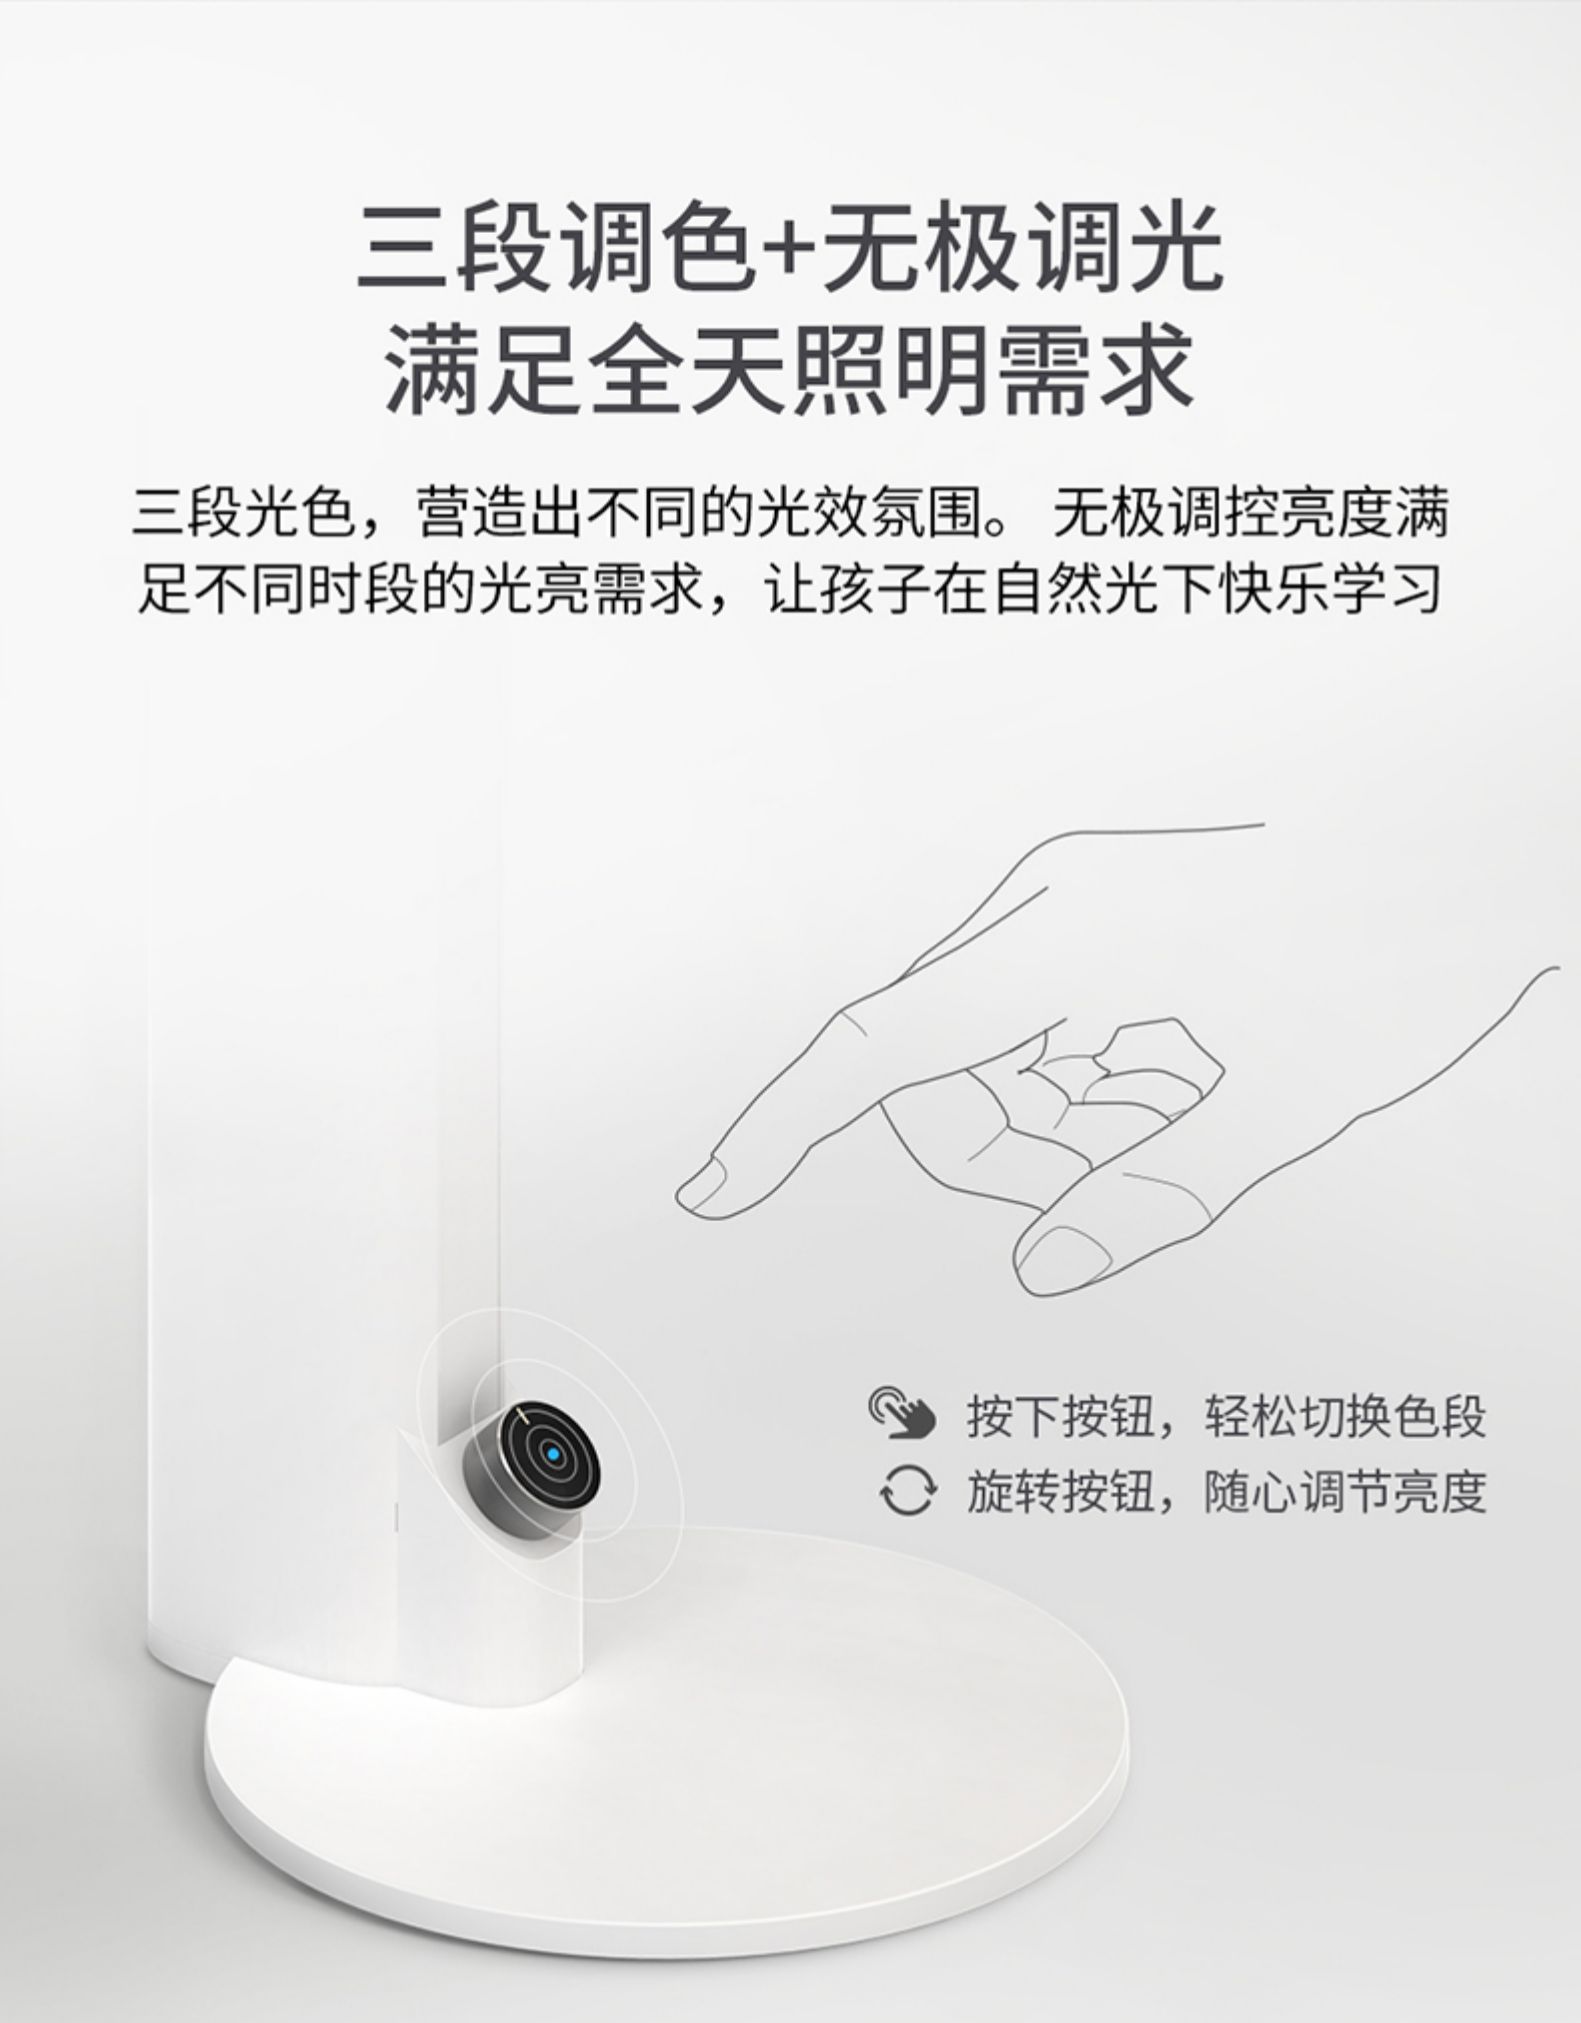 三段调色+无极调光
满足全天照明需求
三段光色，营造出不同的光效氛围。 无极调控亮度满
足不同时段的光亮需求，让孩子在自然光下快乐学习
按下按钮，轻松切换色段
旋转按钮，随心调节亮度